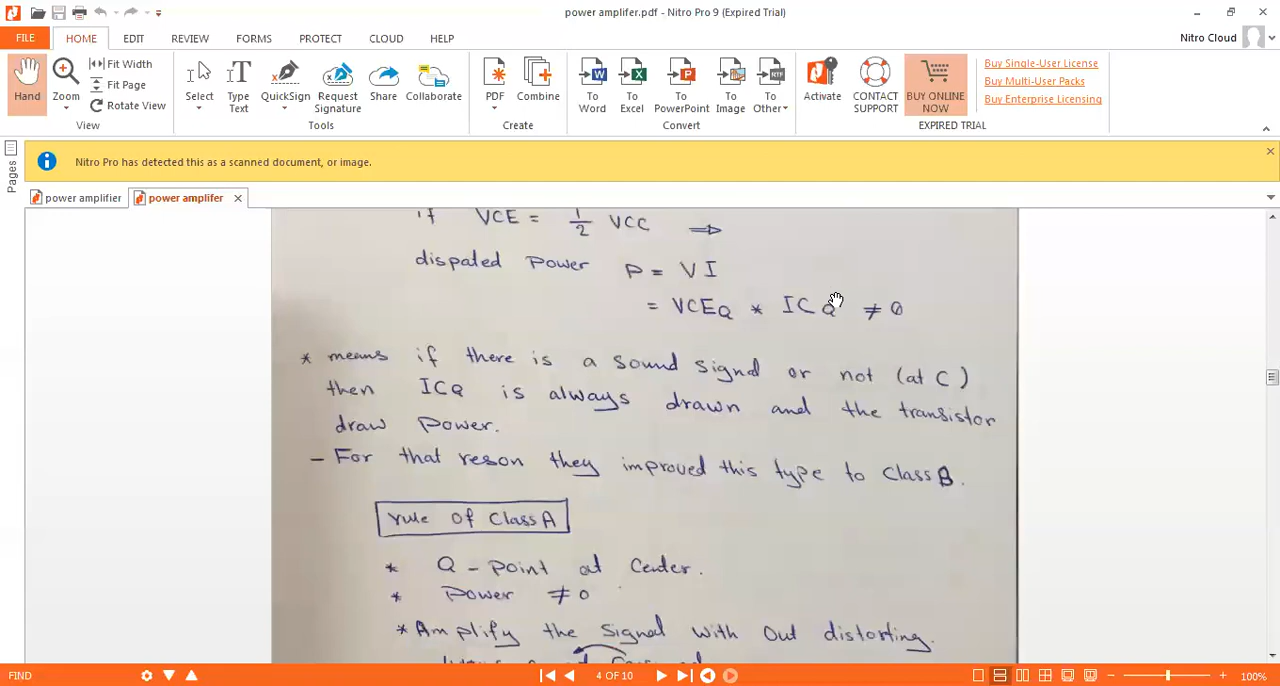 power amplifer.pdf - Nitro Pro 9 (Expired Trial)
FILE HOME EDIT REVIEW FORMS PROTECT CLOUD HELP Nitro Cloud
Hand
Zoom
Fit Width
Fit Page
Rotate View
View
Select
Type Text
QuickSign
Request Signature
Share
Collaborate
Tools
PDF
Combine
Create
To Word
To Excel
To PowerPoint
To Image
To Other
Convert
Activate
CONTACT SUPPORT
BUY ONLINE NOW
Buy Single-User License
Buy Multi-User Packs
Buy Enterprise Licensing
EXPIRED TRIAL
Nitro Pro has detected this as a scanned document, or image.
Pages
power amplifier power amplifer
if VCE = 1/2 VCC ⇒
dispated Power P = VI
= VCEQ * ICQ ≠ 0
* means if there is a sound signal or not (at C)
then ICQ is always drawn and the transistor
draw power.
- For that reson they improved this type to Class B.
rule of Class A
* Q - Point at Center.
* Power ≠ 0
* Amplify the signal with out distorting.
FIND 4 OF 10 100%